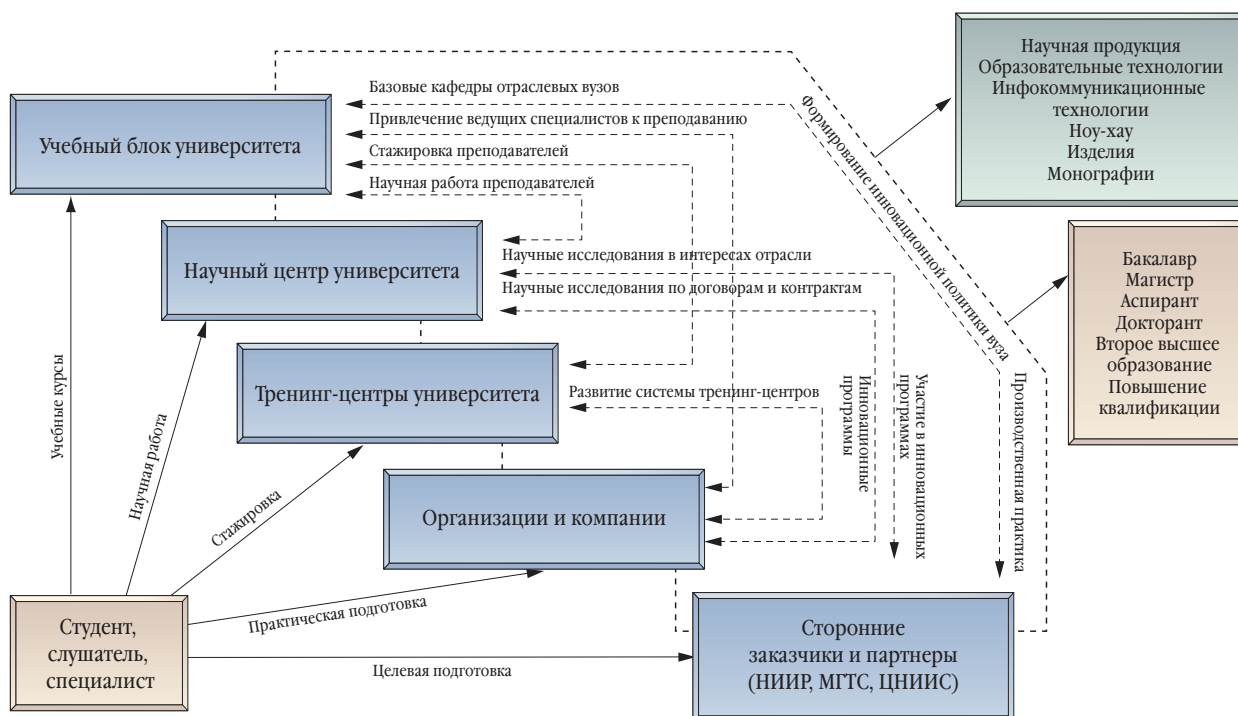 Научная продукция
Образовательные технологии
Инфокоммуникационные
технологии
Ноу-хау
Изделия
Монографии
Базовые кафедры отраслевых вузов
Учебный блок университета
Привлечение ведущих специалистов к преподаванию
Стажировка преподавателей
Научная работа преподавателей
Формирование инновационной политики вуза
Научный центр университета
Научные исследования в интересах отрасли
Научные исследования по договорам и контрактам
Бакалавр
Магистр
Аспирант
Докторант
Второе высшее
образование
Повышение
квалификации
Тренинг-центры университета
Развитие системы тренинг-центров
Инновационные
программы
Участие в инновационных
программах
Производственная практика
Учебные курсы
Научная работа
Стажировка
Организации и компании
Практическая подготовка
Студент,
слушатель,
специалист
Целевая подготовка
Сторонние
заказчики и партнеры
(НИИР, МГТС, ЦНИИС)